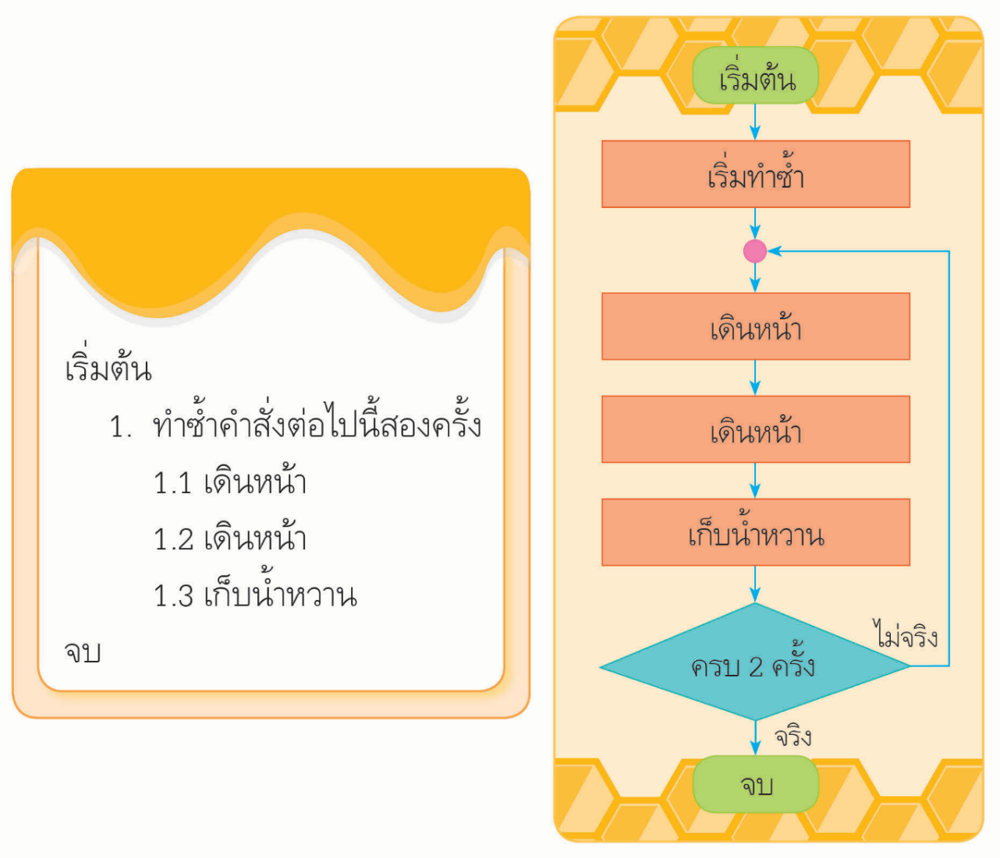 เริ่มต้น
1. ทำซ้ำคำสั่งต่อไปนี้สองครั้ง
1.1 เดินหน้า
1.2 เดินหน้า
1.3 เก็บน้ำหวาน
จบ
เริ่มต้น
เริ่มทำซ้ำ
เดินหน้า
เดินหน้า
เก็บน้ำหวาน
ครบ 2 ครั้ง
ไม่จริง
จริง
จบ